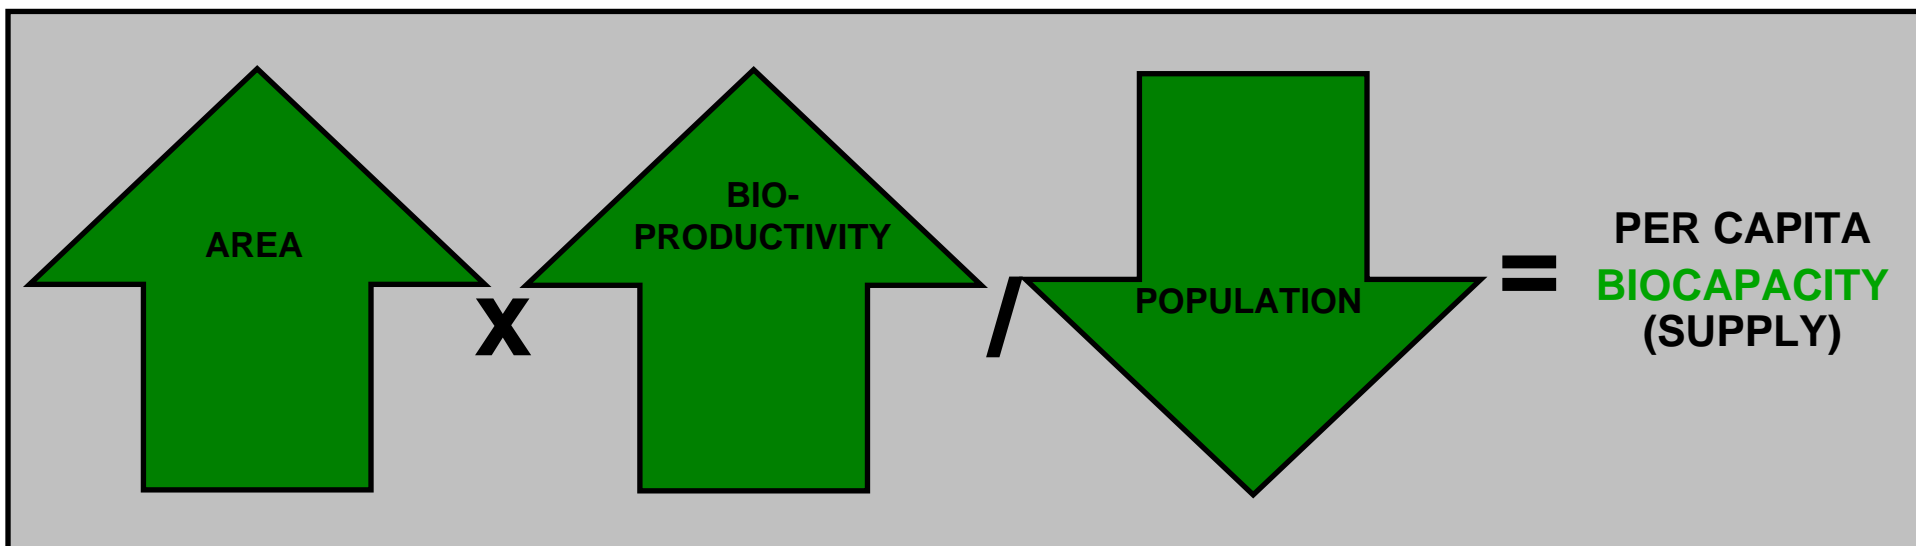 AREA
x
BIO-
PRODUCTIVITY
/
POPULATION
=
PER CAPITA
BIOCAPACITY
(SUPPLY)